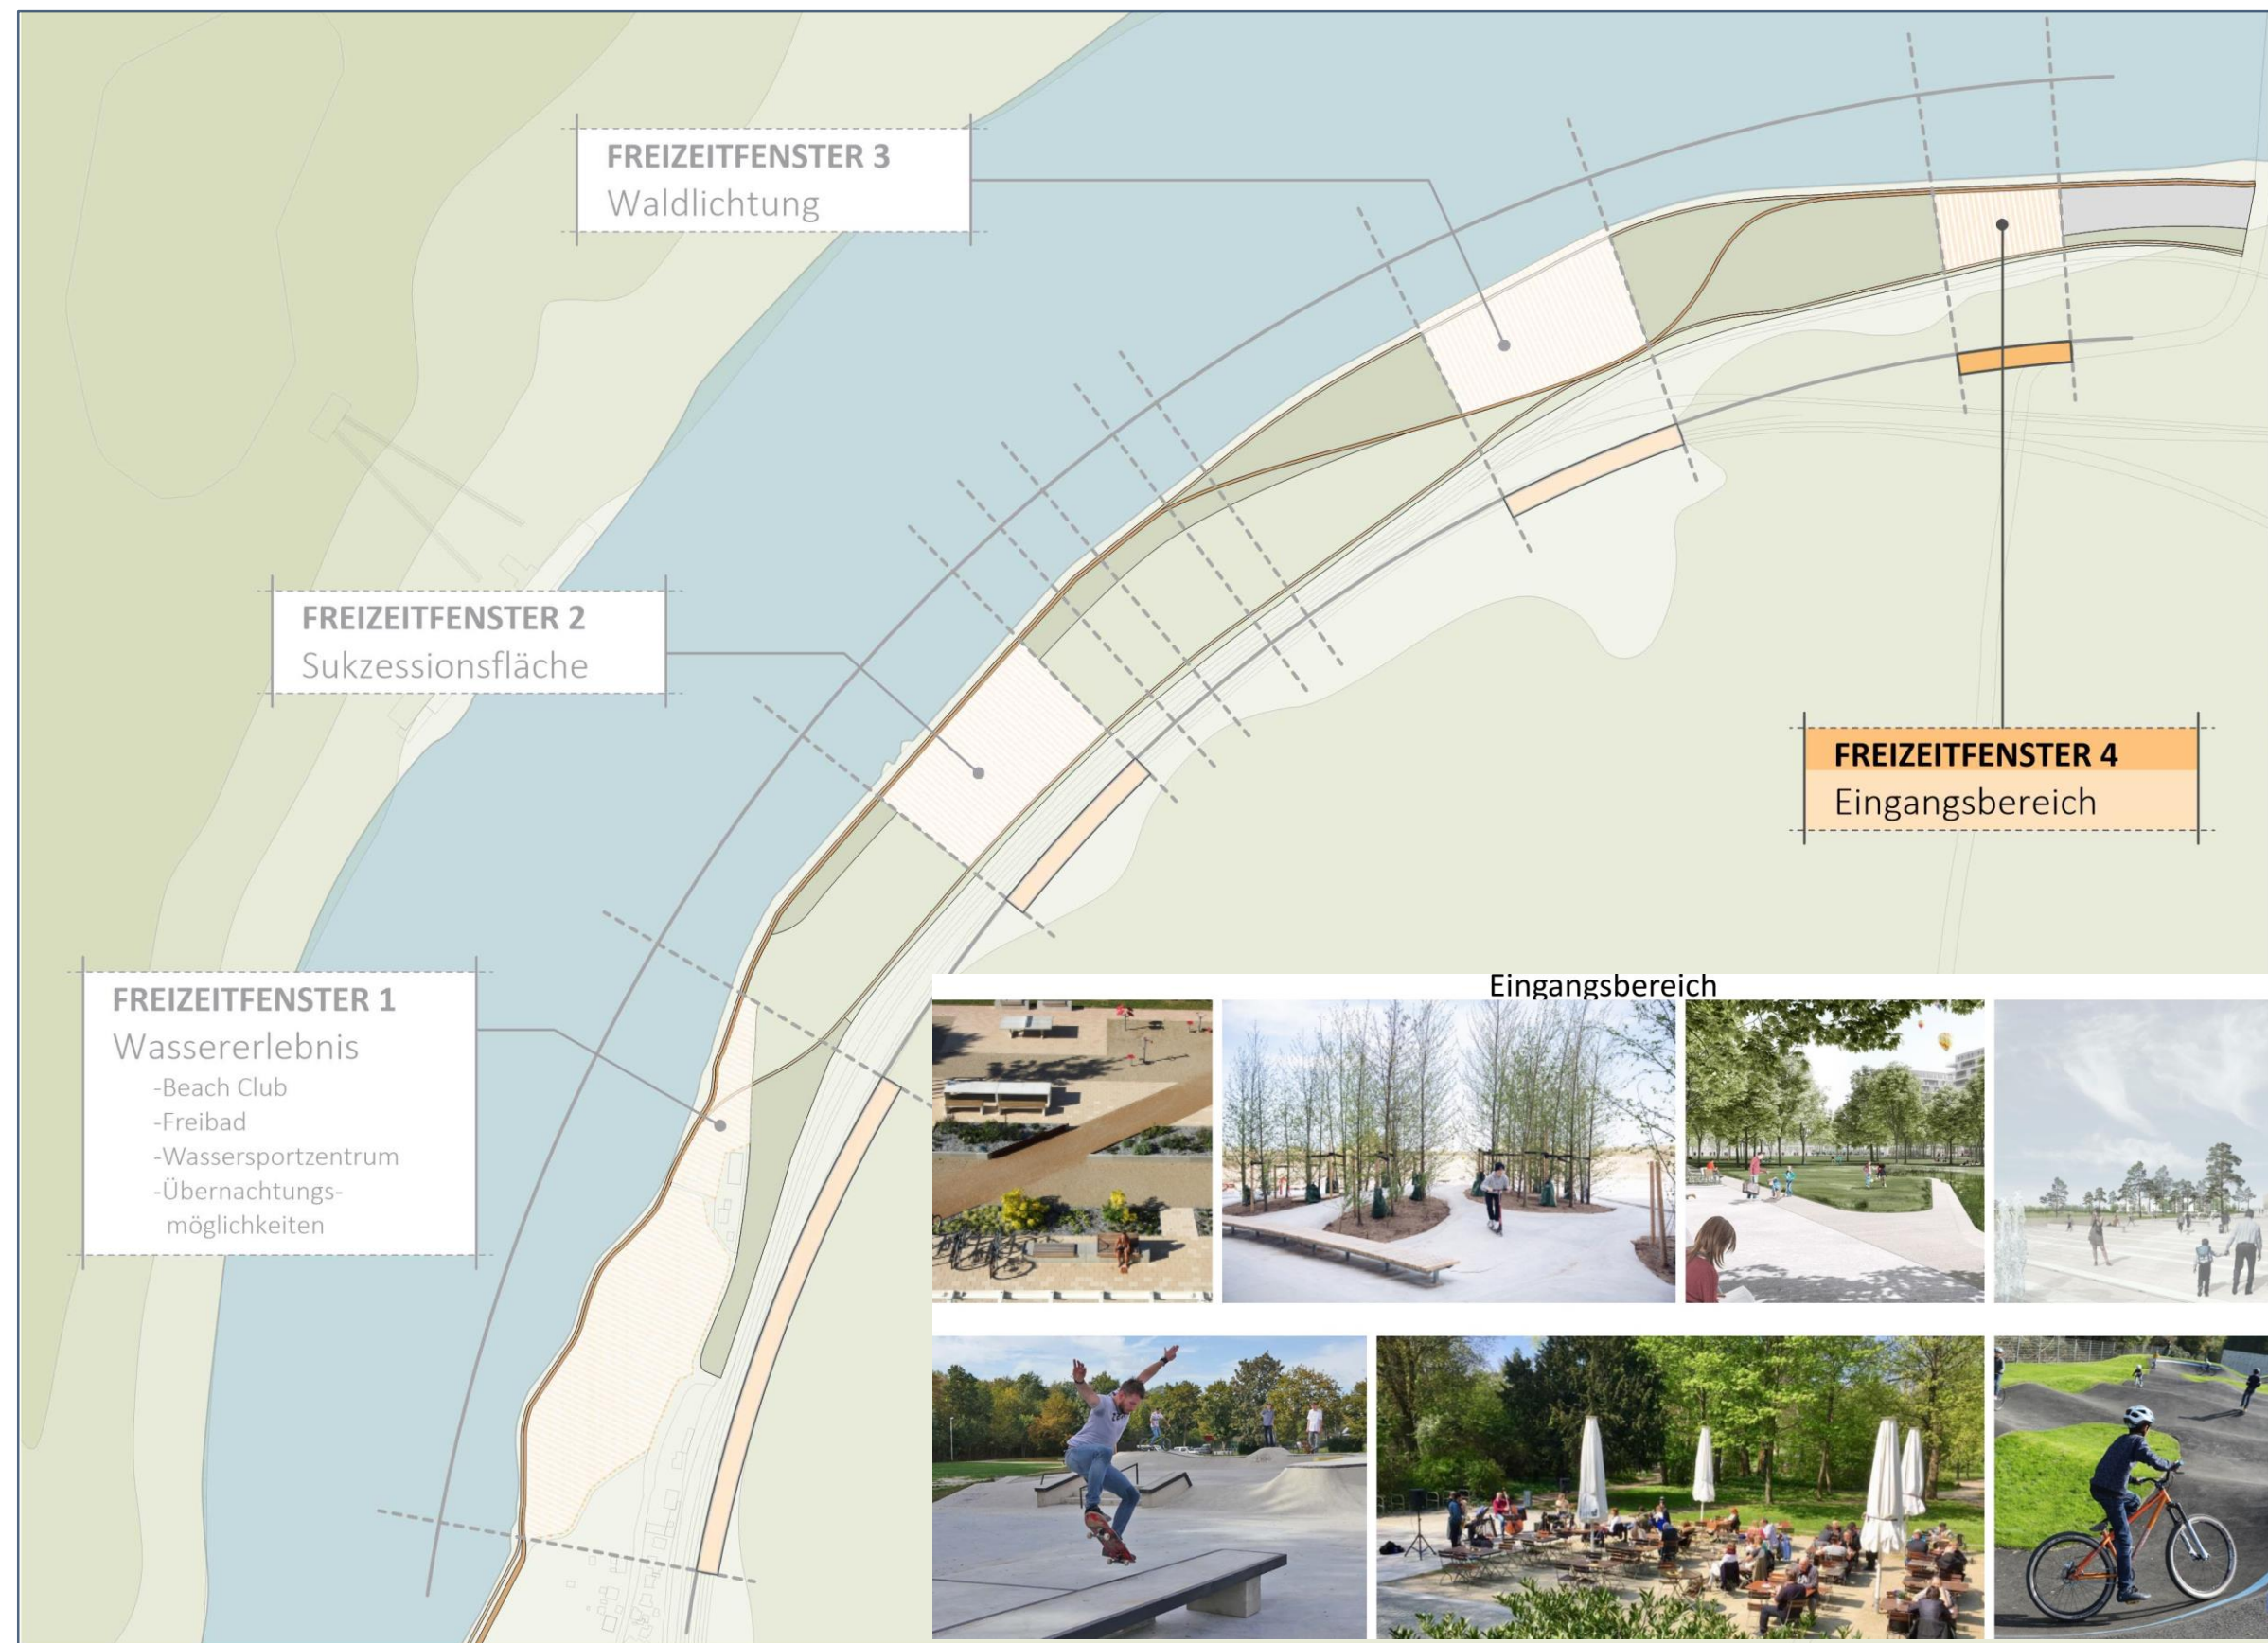 FREIZEITFENSTER 3
Waldlichtung
FREIZEITFENSTER 2
Sukzessionsfläche
FREIZEITFENSTER 4
Eingangsbereich
FREIZEITFENSTER 1
Wassererlebnis
-Beach Club
-Freibad
-Wassersportzentrum
-Übernachtungs-
möglichkeiten
Eingangsbereich